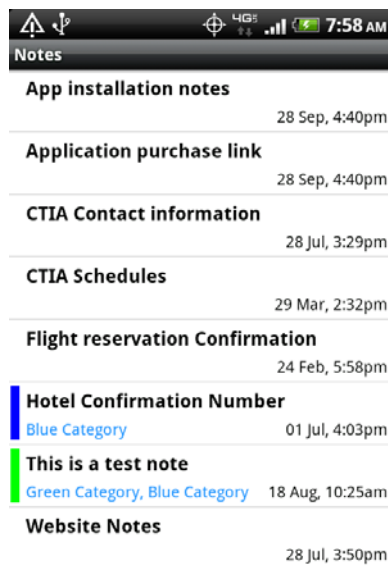 4G 7:58 AM
Notes
App installation notes
28 Sep, 4:40pm
Application purchase link
28 Sep, 4:40pm
CTIA Contact information
28 Jul, 3:29pm
CTIA Schedules
29 Mar, 2:32pm
Flight reservation Confirmation
24 Feb, 5:58pm
Hotel Confirmation Number
Blue Category 01 Jul, 4:03pm
This is a test note
Green Category, Blue Category 18 Aug, 10:25am
Website Notes
28 Jul, 3:50pm